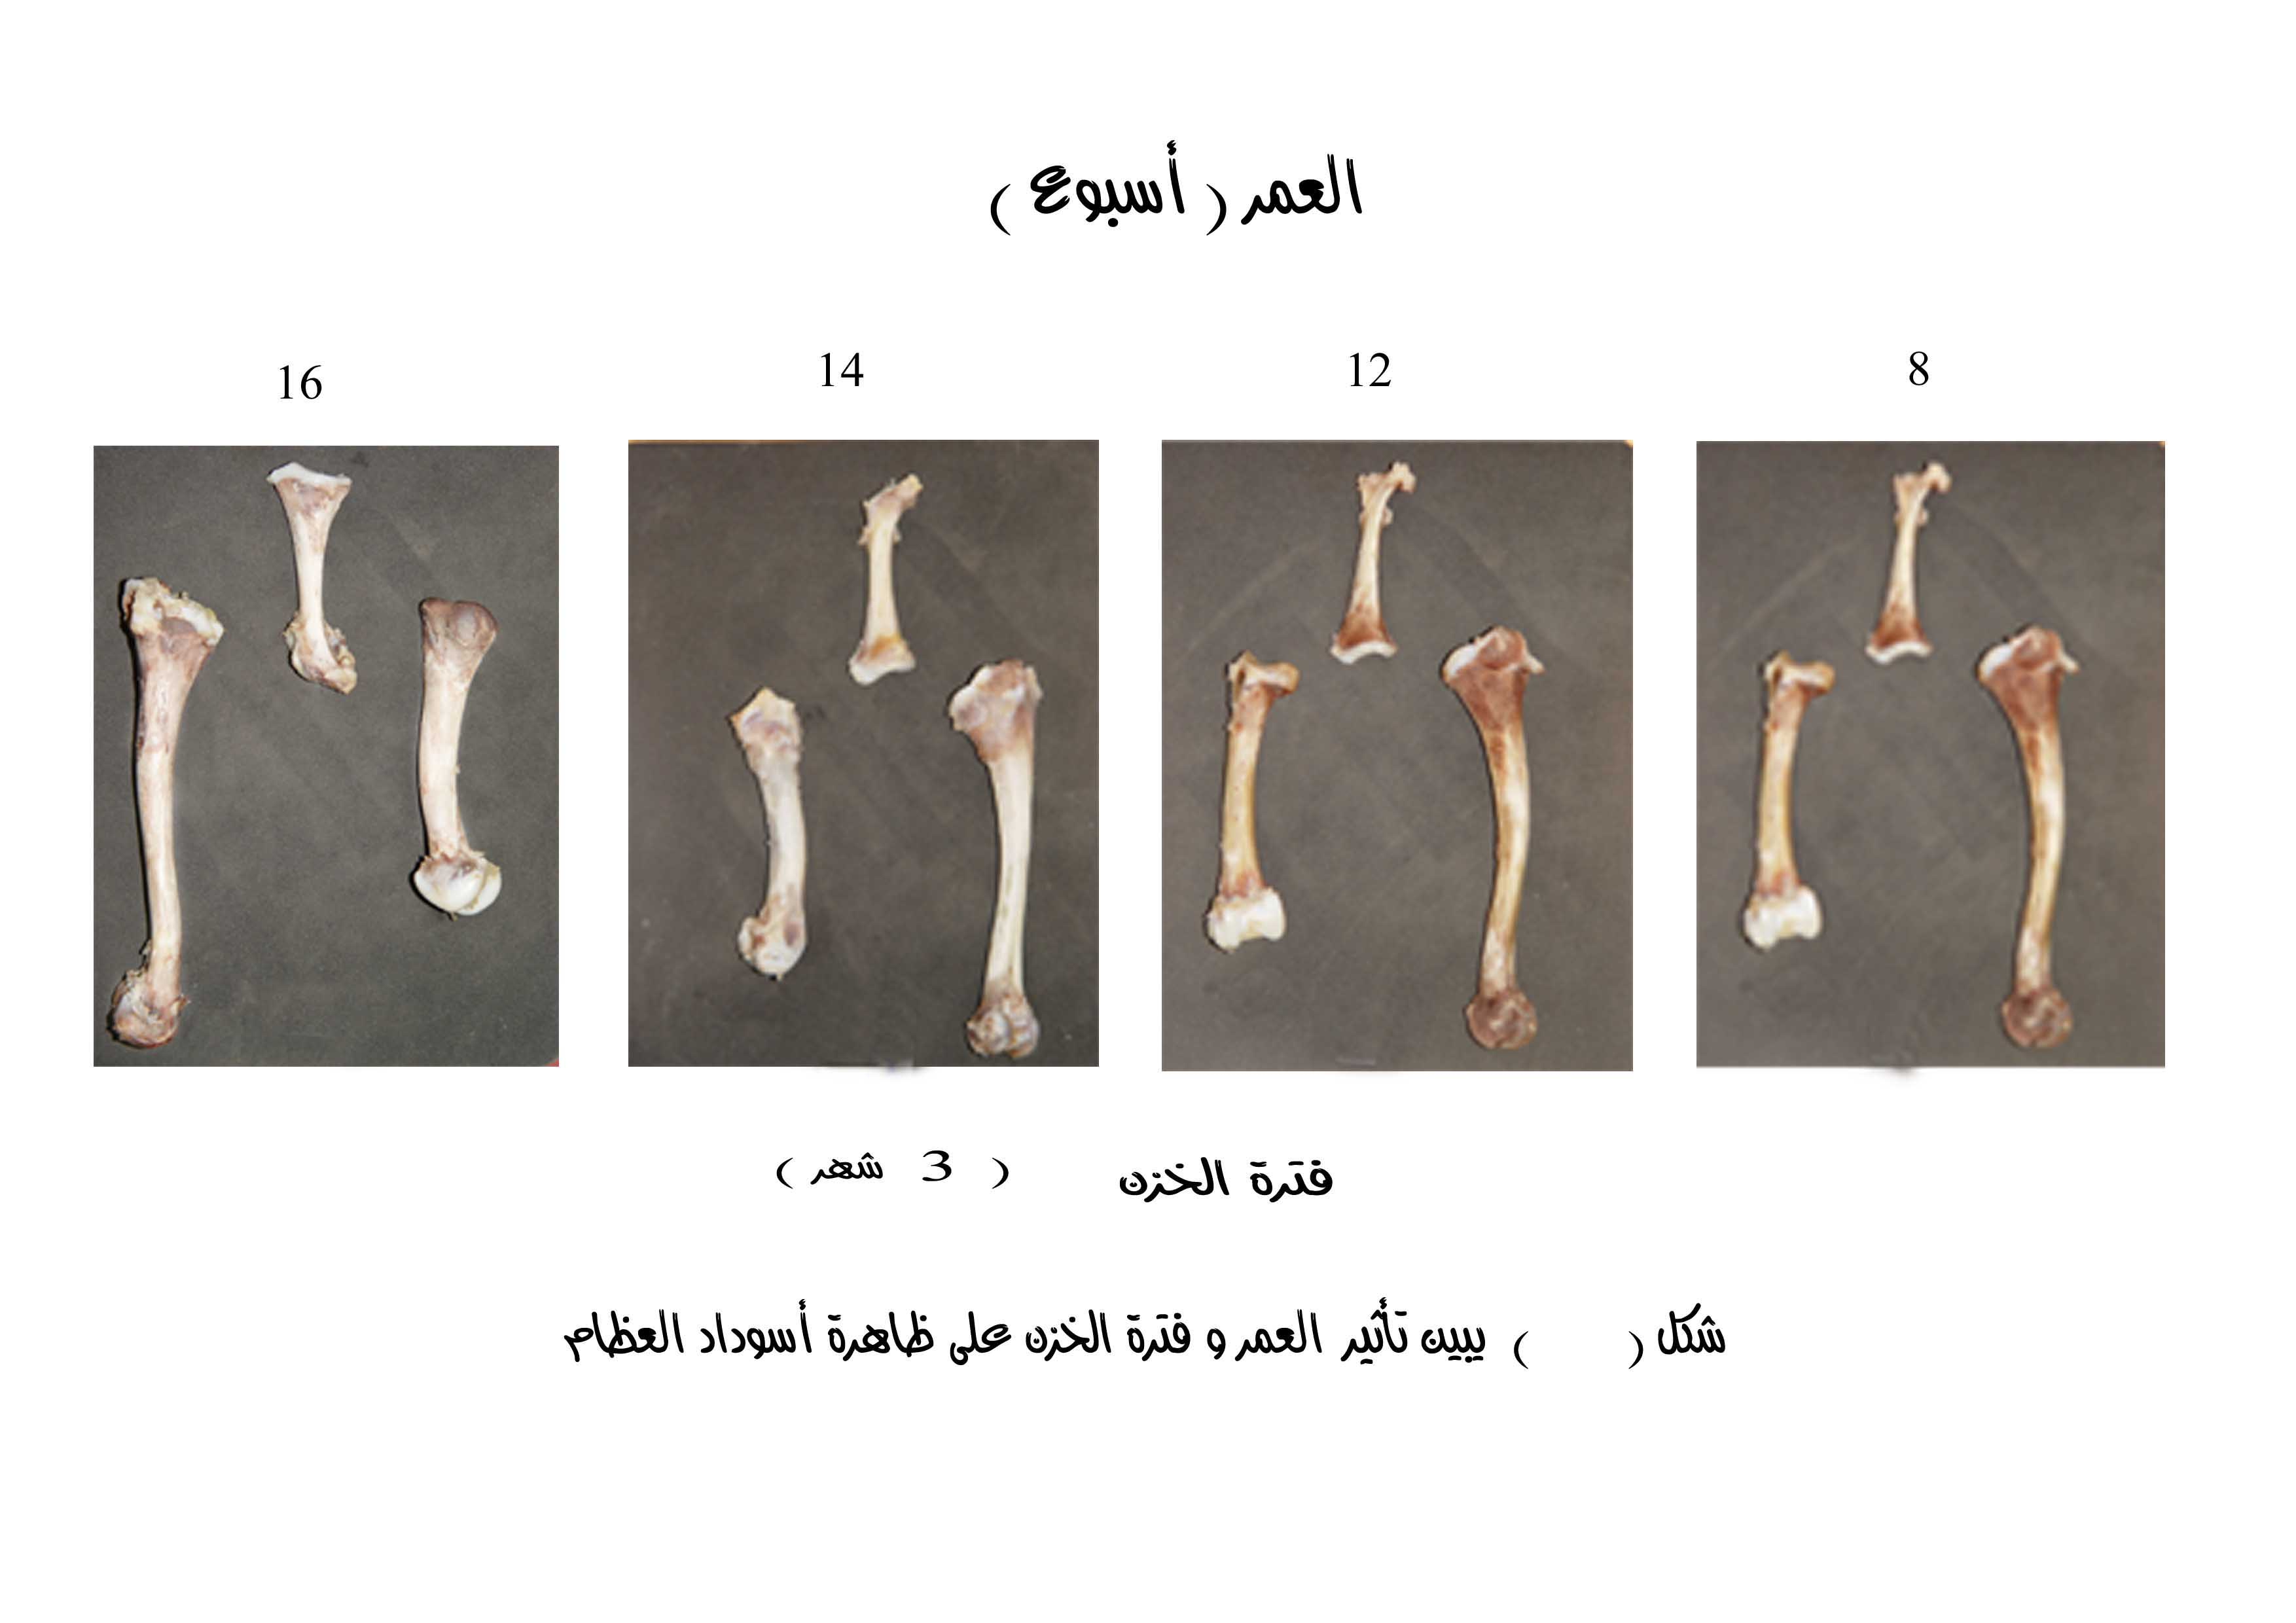 العمر ( أسبوع )
8 12 14 16
فترة الخزن ( 3 شهر )
شكل ( ) يبين تأثير العمر و فترة الخزن على ظاهرة أسوداد العظام